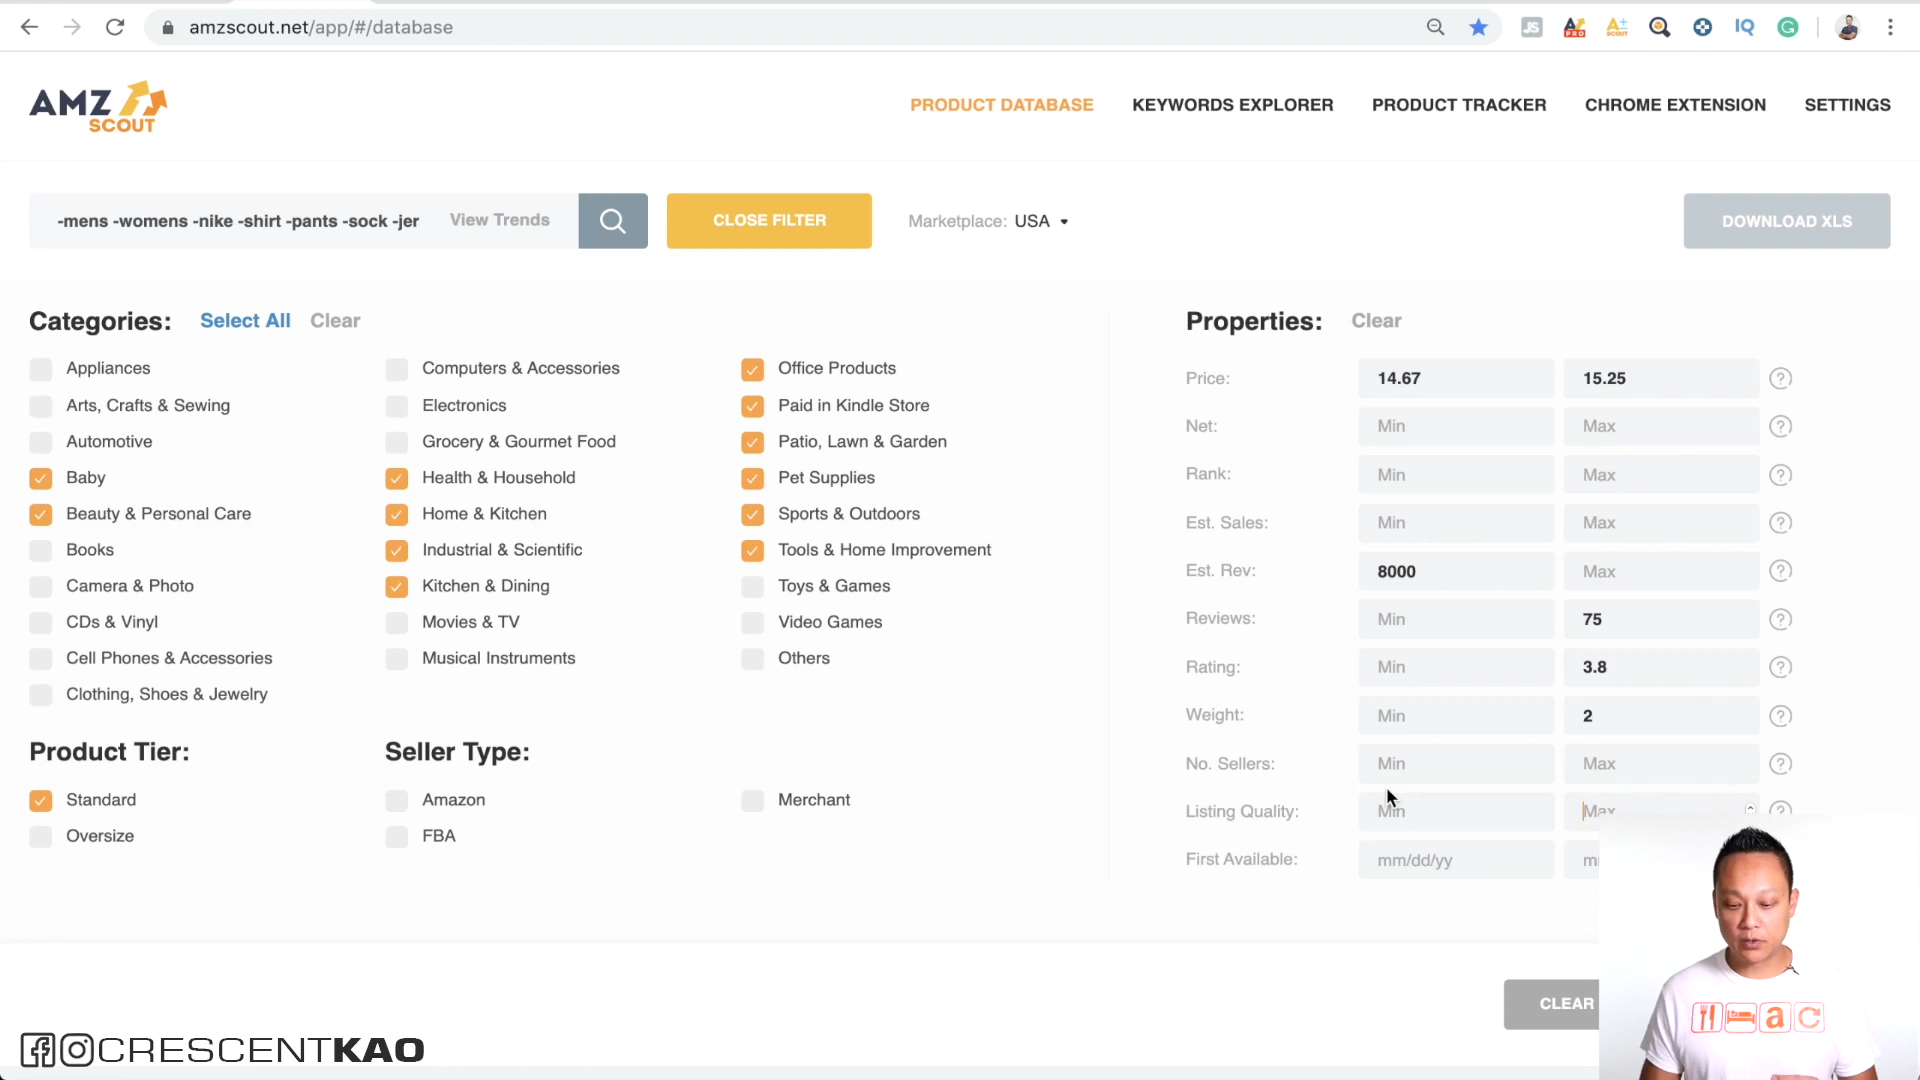 amzscout.net/app/#/database
JS
PRO
SCOUT
IQ
G
AMZ
SCOUT
PRODUCT DATABASE
KEYWORDS EXPLORER
PRODUCT TRACKER
CHROME EXTENSION
SETTINGS
-mens -womens -nike -shirt -pants -sock -jer
View Trends
CLOSE FILTER
Marketplace: USA
DOWNLOAD XLS
Categories: Select All Clear
Appliances
Arts, Crafts & Sewing
Automotive
Baby
Beauty & Personal Care
Books
Camera & Photo
CDs & Vinyl
Cell Phones & Accessories
Clothing, Shoes & Jewelry
Computers & Accessories
Electronics
Grocery & Gourmet Food
Health & Household
Home & Kitchen
Industrial & Scientific
Kitchen & Dining
Movies & TV
Musical Instruments
Office Products
Paid in Kindle Store
Patio, Lawn & Garden
Pet Supplies
Sports & Outdoors
Tools & Home Improvement
Toys & Games
Video Games
Others
Product Tier:
Standard
Oversize
Seller Type:
Amazon
FBA
Merchant
Properties: Clear
Price: 14.67 15.25 ?
Net: Min Max ?
Rank: Min Max ?
Est. Sales: Min Max ?
Est. Rev: 8000 Max ?
Reviews: Min 75 ?
Rating: Min 3.8 ?
Weight: Min 2 ?
No. Sellers: Min Max ?
Listing Quality: Min Max ?
First Available: mm/dd/yy m
CLEAR
a
CRESCENTKAO